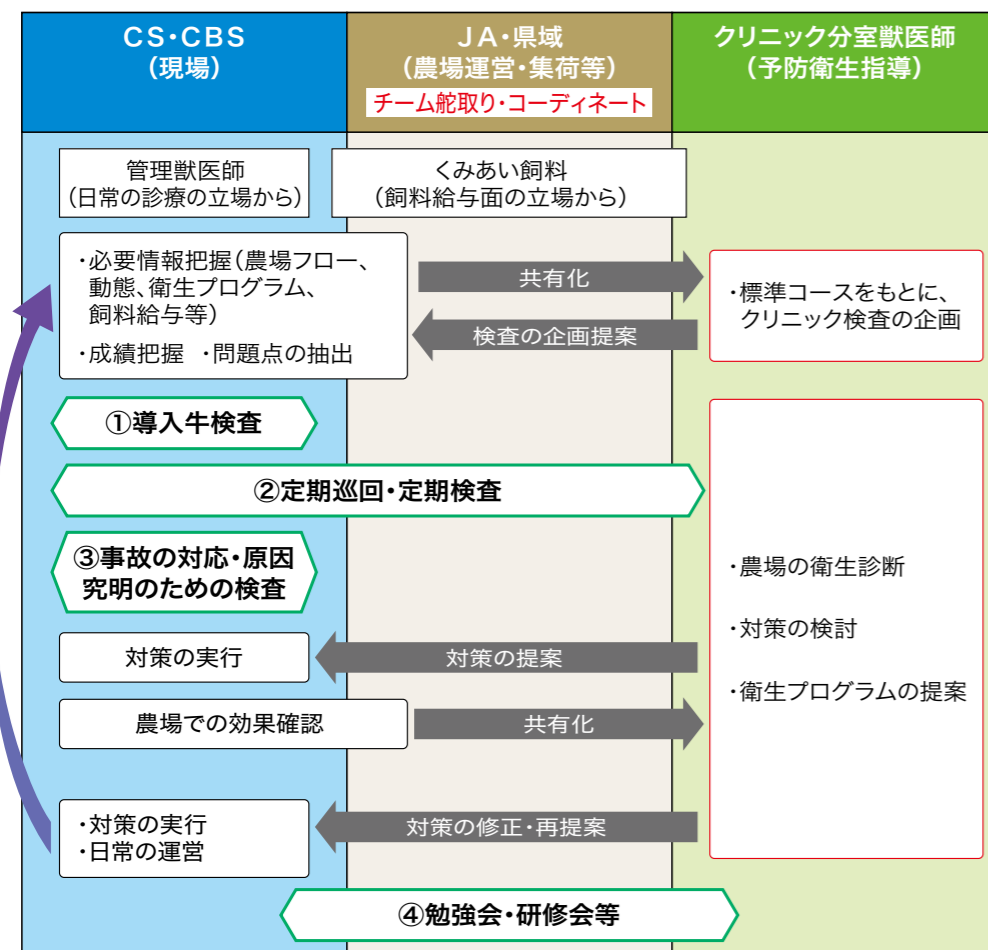 CS・CBS
（現場）
JA・県域
（農場運営・集荷等）
チーム舵取り・コーディネート
クリニック分室獣医師
（予防衛生指導）
管理獣医師
（日常の診療の立場から）
くみあい飼料
（飼料給与面の立場から）
・必要情報把握（農場フロー、
動態、衛生プログラム、
飼料給与等）
・成績把握 ・問題点の抽出
共有化
検査の企画提案
・標準コースをもとに、
クリニック検査の企画
①導入牛検査
②定期巡回・定期検査
③事故の対応・原因
究明のための検査
・農場の衛生診断
・対策の検討
・衛生プログラムの提案
対策の実行
対策の提案
農場での効果確認
共有化
・対策の実行
・日常の運営
対策の修正・再提案
④勉強会・研修会等